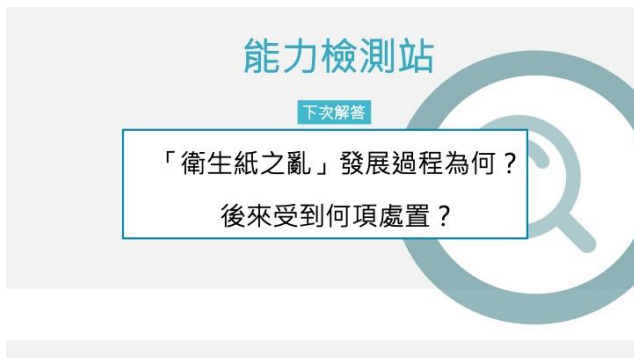 能力檢測站
下次解答
「衛生紙之亂」發展過程為何？
後來受到何項處置？